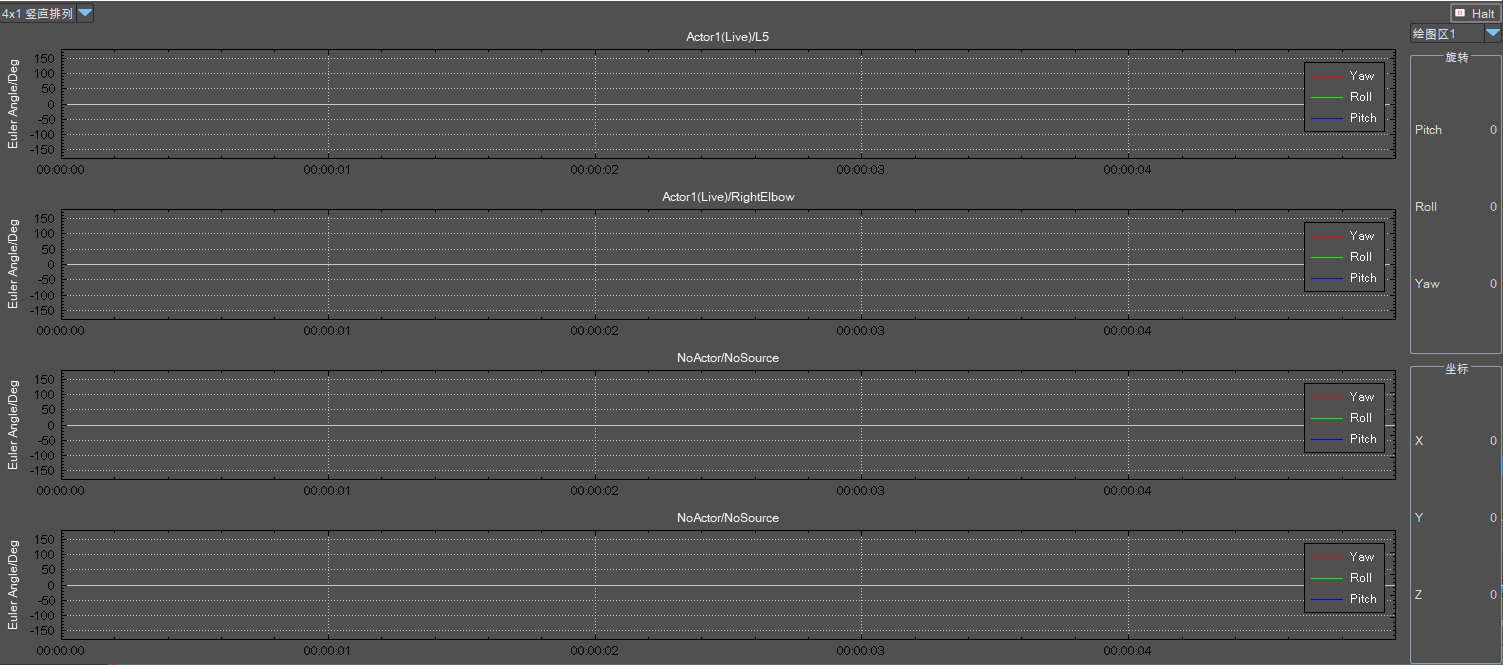 4x1 竖直排列
Halt
绘图区1
Actor1(Live)/L5
Euler Angle/Deg
150
100
50
0
-50
-100
-150
00:00:00 00:00:01 00:00:02 00:00:03 00:00:04
Yaw
Roll
Pitch
Actor1(Live)/RightElbow
Euler Angle/Deg
150
100
50
0
-50
-100
-150
00:00:00 00:00:01 00:00:02 00:00:03 00:00:04
Yaw
Roll
Pitch
NoActor/NoSource
Euler Angle/Deg
150
100
50
0
-50
-100
-150
00:00:00 00:00:01 00:00:02 00:00:03 00:00:04
Yaw
Roll
Pitch
NoActor/NoSource
Euler Angle/Deg
150
100
50
0
-50
-100
-150
00:00:00 00:00:01 00:00:02 00:00:03 00:00:04
Yaw
Roll
Pitch
旋转
Pitch 0
Roll 0
Yaw 0
坐标
X 0
Y 0
Z 0